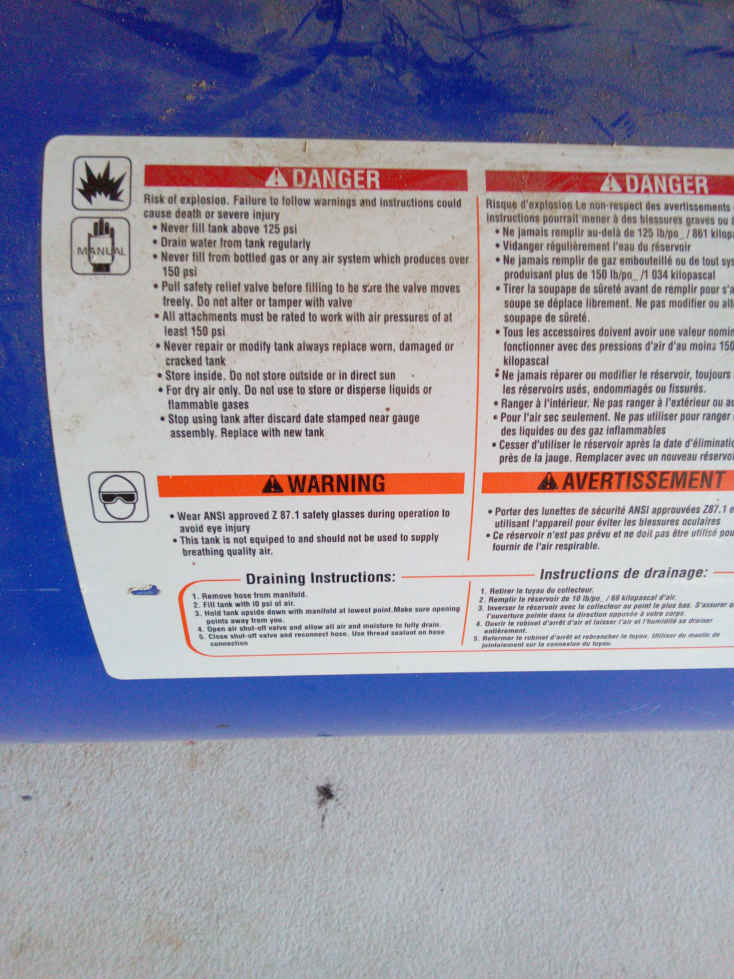 DANGER
Risk of explosion. Failure to follow warnings and instructions could
cause death or severe injury
• Never fill tank above 125 psi
• Drain water from tank regularly
• Never fill from bottled gas or any air system which produces over
150 psi
• Pull safety relief valve before filling to be sure the valve moves
freely. Do not alter or tamper with valve
• All attachments must be rated to work with air pressures of at
least 150 psi
• Never repair or modify tank always replace worn, damaged or
cracked tank
• Store inside. Do not store outside or in direct sun
• For dry air only. Do not use to store or disperse liquids or
flammable gases
• Stop using tank after discard date stamped near gauge
assembly. Replace with new tank
MANUAL
WARNING
• Wear ANSI approved Z 87.1 safety glasses during operation to
avoid eye injury
• This tank is not equiped to and should not be used to supply
breathing quality air.
Draining Instructions:
1. Remove hose from manifold.
2. Fill tank with 10 psi of air.
3. Hold tank upside down with manifold at lowest point.Make sure opening
points away from you.
4. Open air shut-off valve and allow all air and moisture to fully drain.
5. Close shut-off valve and reconnect hose. Use thread sealant on hose
connection
DANGER
Risque d'explosion Le non-respect des avertissements
instructions pourrait mener à des blessures graves ou
• Ne jamais remplir au-delà de 125 lb/po_ / 861
• Vidanger régulièrement l'eau du réservoir
• Ne jamais remplir de gaz embouteillé ou de tout
produisant plus de 150 lb/po_ /1 034 kilopascal
• Tirer la soupape de sûreté avant de remplir pour
soupe se déplace librement. Ne pas modifier ou
soupape de sûreté.
• Tous les accessoires doivent avoir une valeur
fonctionner avec des pressions d'air d'au moins 150
kilopascal
• Ne jamais réparer ou modifier le réservoir, toujours
les réservoirs usés, endommagés ou fissurés.
• Ranger à l'intérieur. Ne pas ranger à l'extérieur ou
• Pour l'air sec seulement. Ne pas utiliser pour ranger
des liquides ou des gaz inflammables
• Cesser d'utiliser le réservoir après la date
près de la jauge. Remplacer avec un nouveau
AVERTISSEMENT
• Porter des lunettes de sécurité ANSI approuvées Z87.1
utilisant l'appareil pour éviter les blessures oculaires
• Ce réservoir n'est pas prévu et ne doit pas être utilisé
fournir de l'air respirable.
Instructions de drainage:
1. Retirer le tuyau du collecteur.
2. Remplir le réservoir de 10 lb/po_ / 68 kilopascal d'air.
3. Inverser le réservoir avec le collecteur au point le plus bas. S'assurer
l'ouverture pointe dans la direction opposée à votre corps.
4. Ouvrir le robinet d'arrêt d'air et laisser l'air et l'humidité se drainer
entièrement.
5. Refermer le robinet d'arrêt et rebrancher le tuyau. Utiliser du mastic de
jointoiement sur la connexion du tuyau.